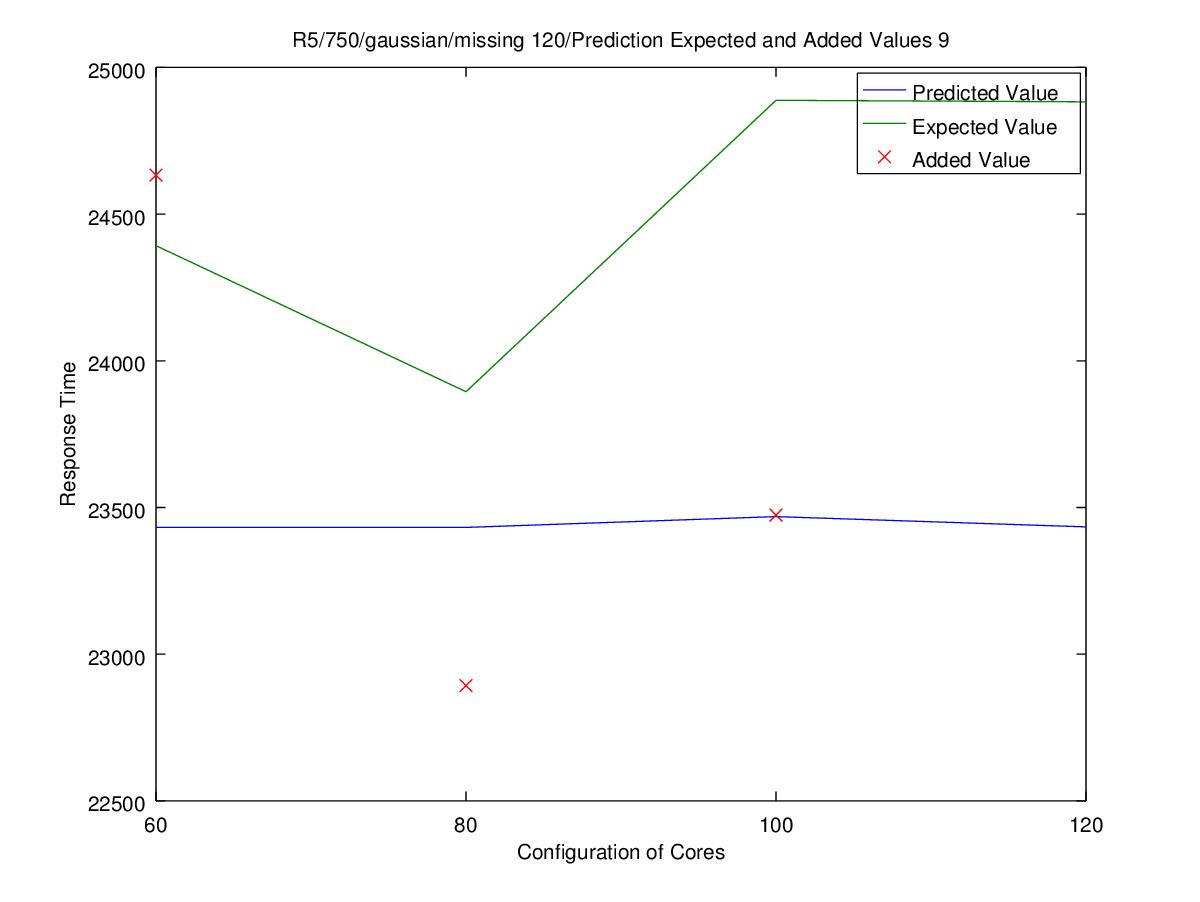 R5/750/gaussian/missing 120/Prediction Expected and Added Values 9
25000
24500
24000
23500
23000
22500
Response Time
60
80
100
120
Configuration of Cores
Predicted Value
Expected Value
Added Value